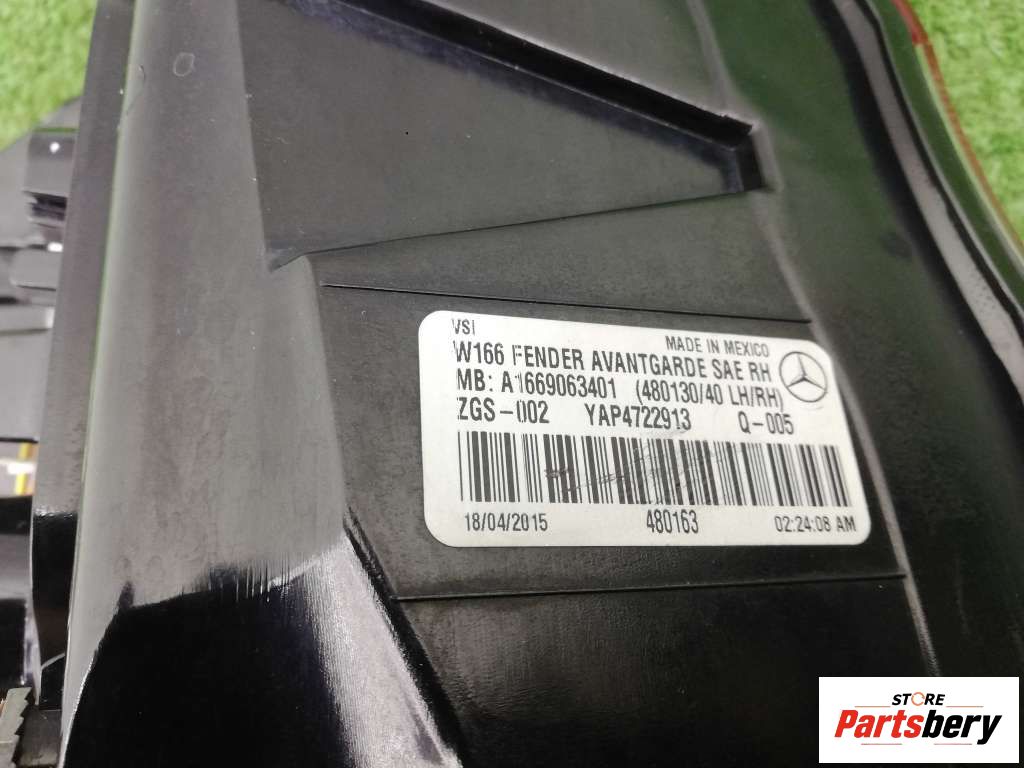 VSI
MADE IN MEXICO
W166 FENDER AVANTGARDE SAE RH
MB: A1669063401 (480130/40 LH/RH)
ZGS-002 YAP4722913 Q-005
18/04/2015 480163 02:24:08 AM
STORE
Partsbery